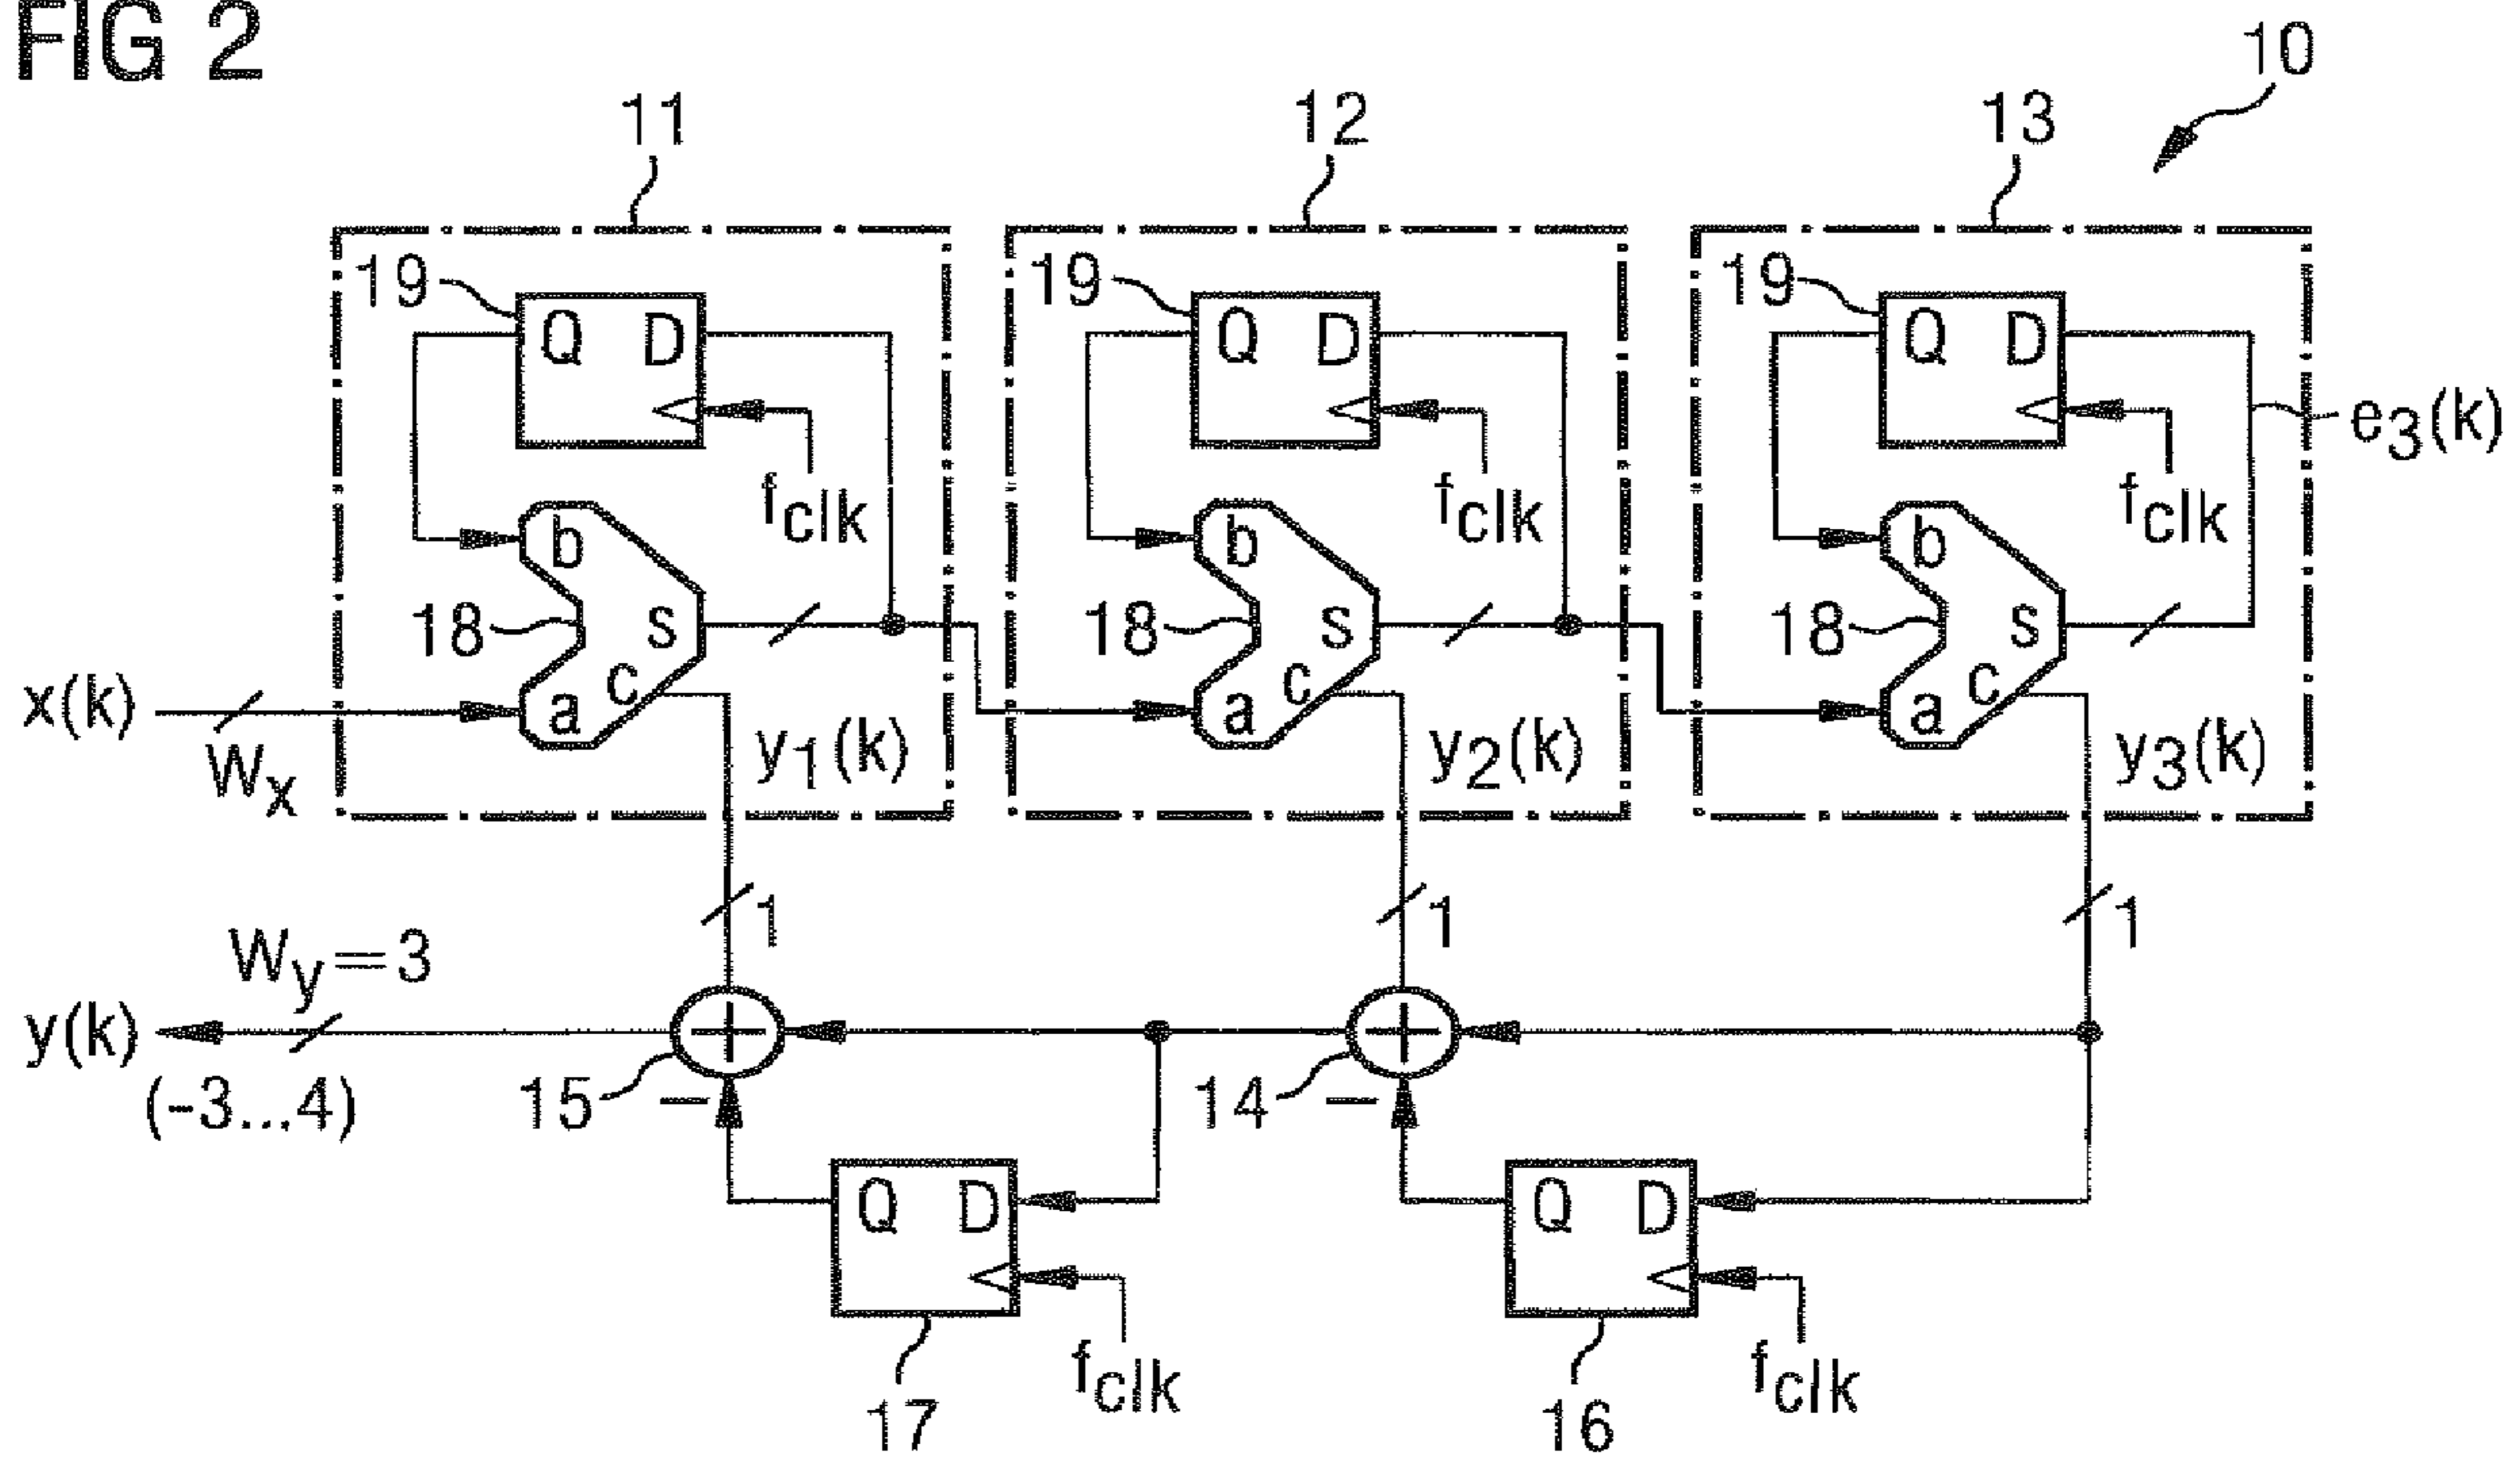 FIG 2
10
11
12
13
19
Q D
fclk
19
Q D
fclk
19
Q D
fclk
e3(k)
b
18
s
c
a
b
18
s
c
a
b
18
s
c
a
x(k)
Wx
y1(k)
y2(k)
y3(k)
1
1
1
Wy=3
y(k)
(-3...4)
+
15
−
+
14
−
Q D
fclk
17
Q D
fclk
16